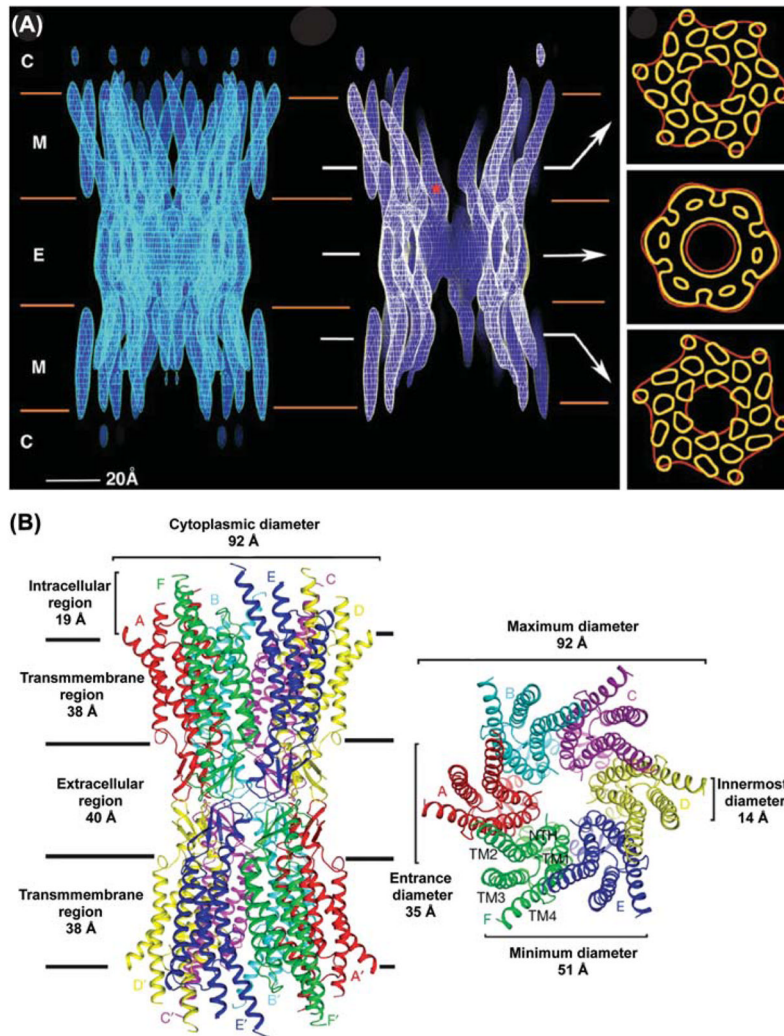 (A)
C
M
E
M
C
20Å
(B)
Cytoplasmic diameter
92 Å
Intracellular
region
19 Å
Transmmembrane
region
38 Å
Extracellular
region
40 Å
Transmmembrane
region
38 Å
A
F
B
E
C
D
D'
C'
E'
B'
F'
A'
Maximum diameter
92 Å
B
C
A
D
Innermost
diameter
14 Å
NTH
TM2
TM1
Entrance
diameter
35 Å
TM3
TM4
F
E
Minimum diameter
51 Å